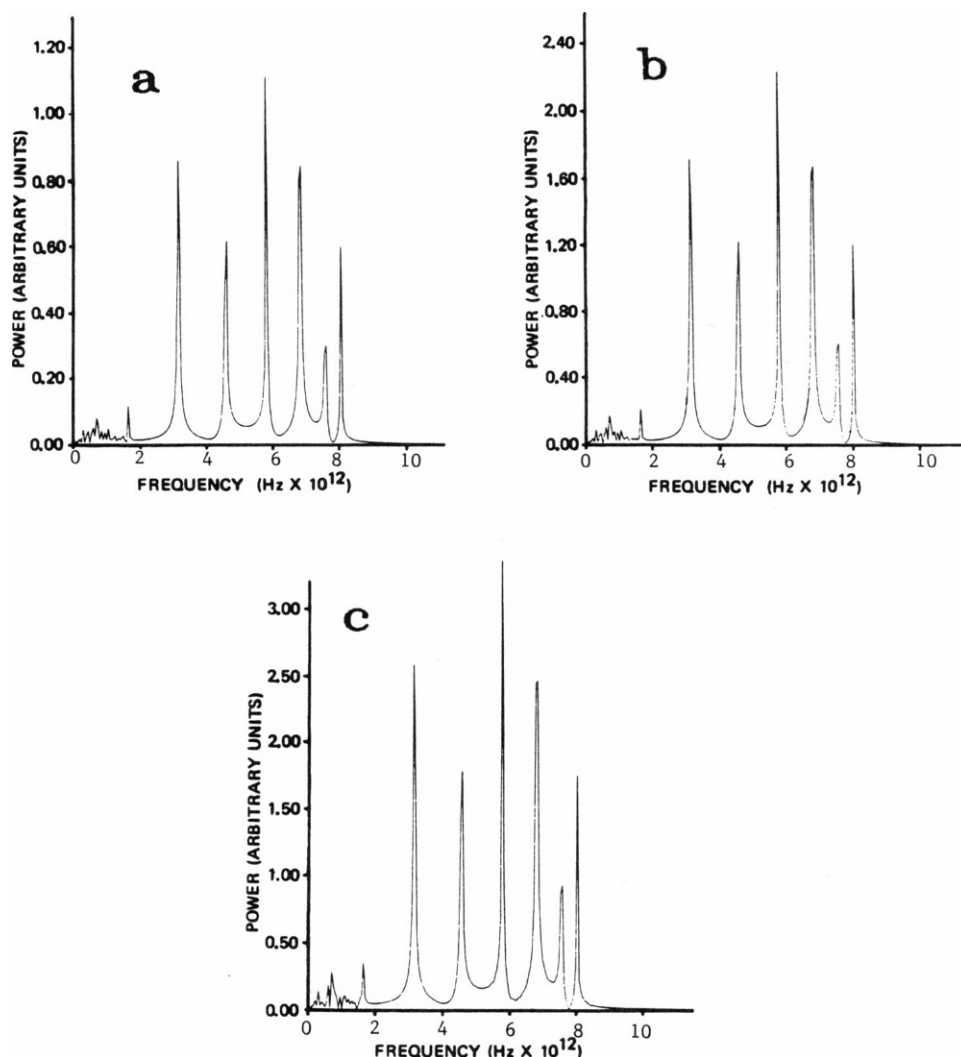 a
POWER (ARBITRARY UNITS)
1.20
1.00
0.80
0.60
0.40
0.20
0.00
0 2 4 6 8 10
FREQUENCY (Hz X 10¹²)
b
POWER (ARBITRARY UNITS)
2.40
2.00
1.60
1.20
0.80
0.40
0.00
0 2 4 6 8 10
FREQUENCY (Hz X 10¹²)
c
POWER (ARBITRARY UNITS)
3.00
2.50
2.00
1.50
1.00
0.50
0.00
0 2 4 6 8 10
FREQUENCY (Hz X 10¹²)